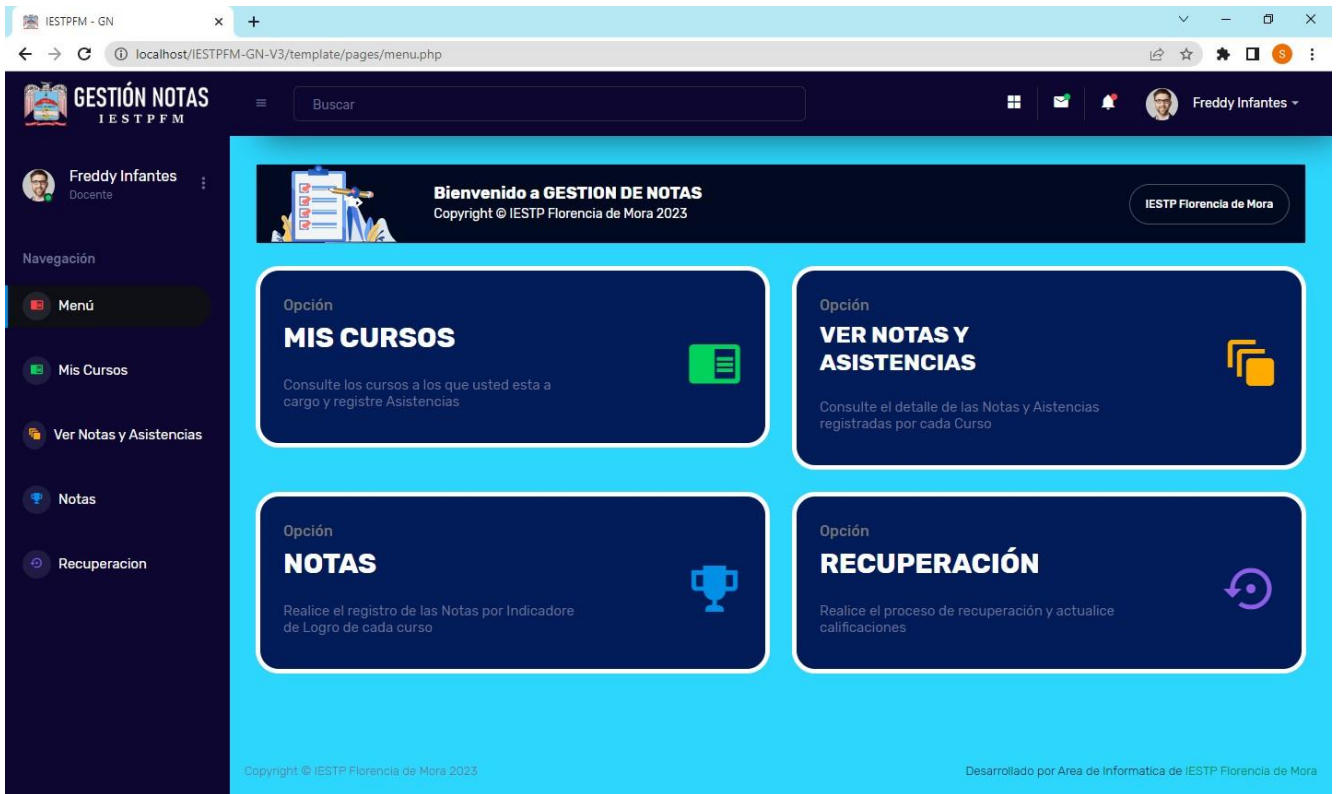 IESTPFM - GN
localhost/IESTPFM-GN-V3/template/pages/menu.php
S
GESTIÓN NOTAS
IESTPFM
Buscar
Freddy Infantes
Freddy Infantes
Docente
Navegación
Menú
Mis Cursos
Ver Notas y Asistencias
Notas
Recuperacion
Bienvenido a GESTION DE NOTAS
Copyright © IESTP Florencia de Mora 2023
IESTP Florencia de Mora
Opción
MIS CURSOS
Consulte los cursos a los que usted esta a
cargo y registre Asistencias
Opción
VER NOTAS Y
ASISTENCIAS
Consulte el detalle de las Notas y Aistencias
registradas por cada Curso
Opción
NOTAS
Realice el registro de las Notas por Indicadore
de Logro de cada curso
Opción
RECUPERACIÓN
Realice el proceso de recuperación y actualice
calificaciones
Copyright © IESTP Florencia de Mora 2023
Desarrollado por Area de Informatica de IESTP Florencia de Mora